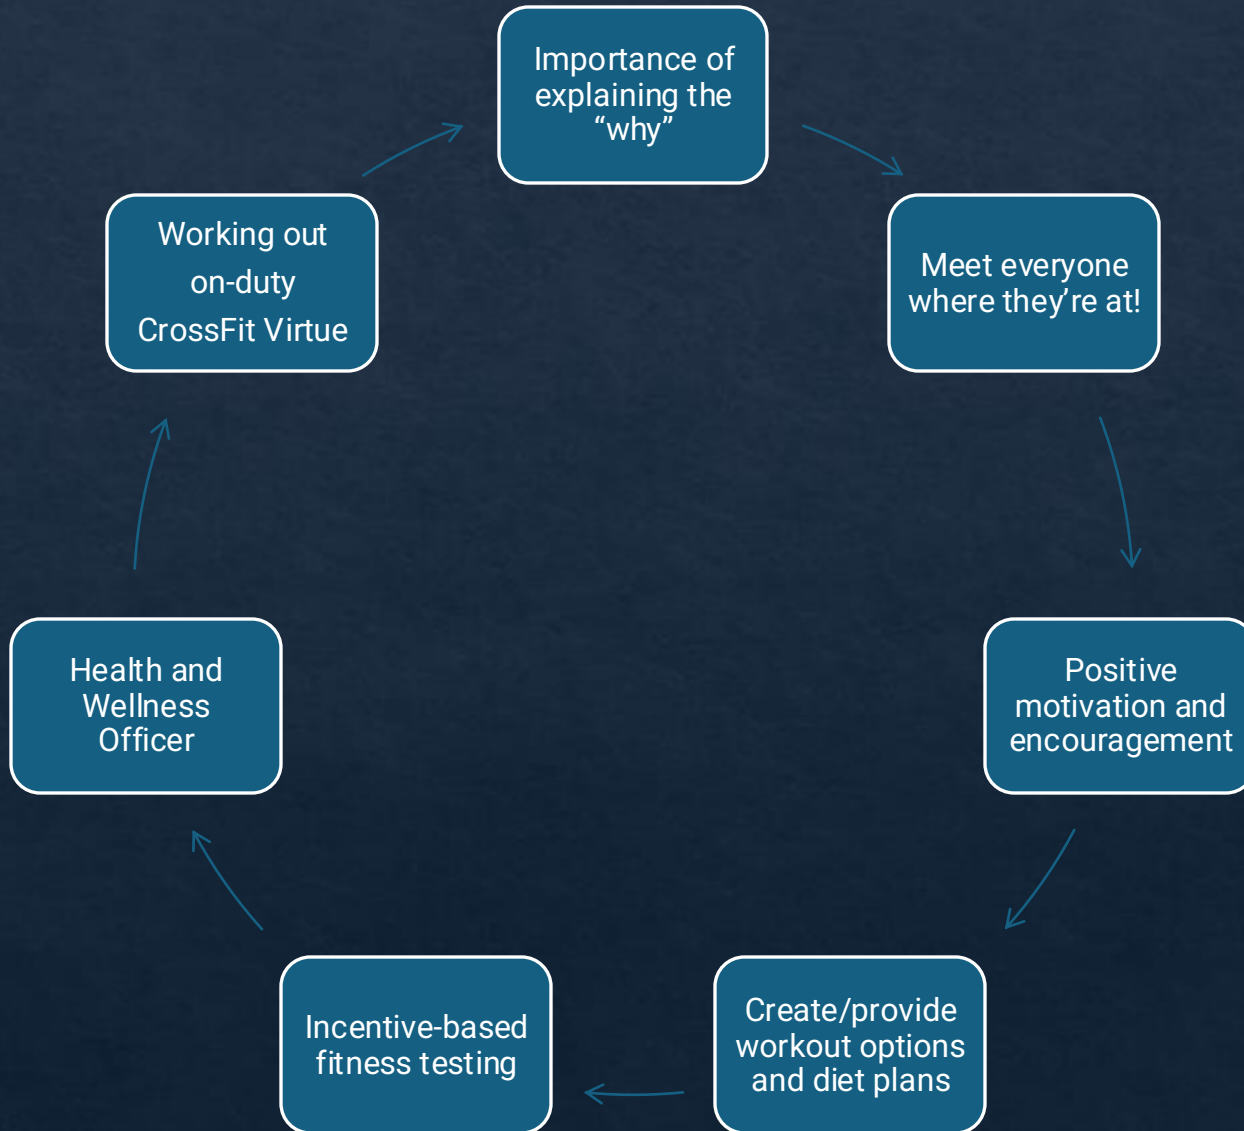 Importance of
explaining the
“why”
Meet everyone
where they’re at!
Positive
motivation and
encouragement
Create/provide
workout options
and diet plans
Incentive-based
fitness testing
Health and
Wellness
Officer
Working out
on-duty
CrossFit Virtue